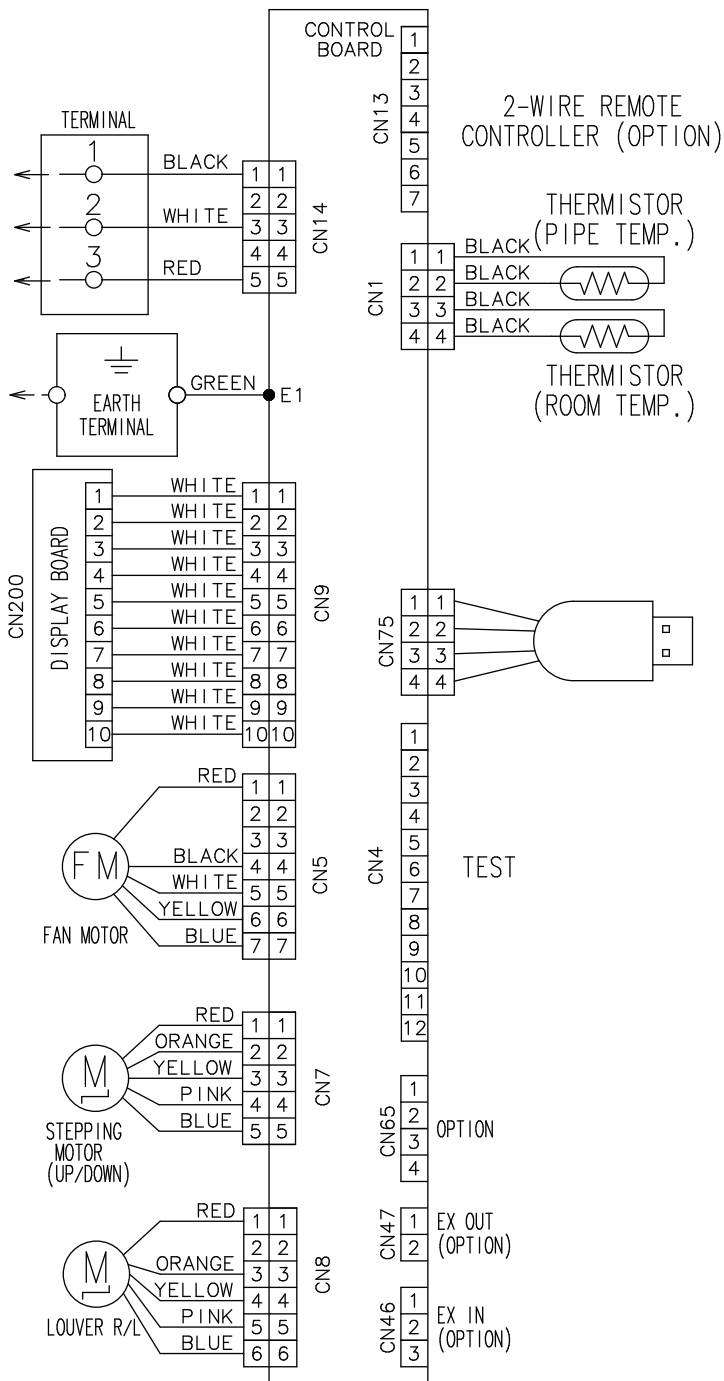 CONTROL
BOARD
CN13
1
2
3
4
5
6
7
2-WIRE REMOTE
CONTROLLER (OPTION)
TERMINAL
1
2
3
BLACK
WHITE
RED
1 1
2 2
3 3
4 4
5 5
CN14
THERMISTOR
(PIPE TEMP.)
CN1
1 1
2 2
3 3
4 4
BLACK
BLACK
BLACK
BLACK
THERMISTOR
(ROOM TEMP.)
EARTH
TERMINAL
GREEN
E1
CN200
DISPLAY BOARD
1
2
3
4
5
6
7
8
9
10
WHITE
WHITE
WHITE
WHITE
WHITE
WHITE
WHITE
WHITE
WHITE
WHITE
1 1
2 2
3 3
4 4
5 5
6 6
7 7
8 8
9 9
10 10
CN9
CN75
1 1
2 2
3 3
4 4
FM
FAN MOTOR
RED
BLACK
WHITE
YELLOW
BLUE
1 1
2 2
3 3
4 4
5 5
6 6
7 7
CN5
CN4
1
2
3
4
5
6
7
8
9
10
11
12
TEST
M
STEPPING
MOTOR
(UP/DOWN)
RED
ORANGE
YELLOW
PINK
BLUE
1 1
2 2
3 3
4 4
5 5
CN7
CN65
1
2
3
4
OPTION
M
LOUVER R/L
RED
ORANGE
YELLOW
PINK
BLUE
1 1
2 2
3 3
4 4
5 5
6 6
CN8
CN47
1
2
EX OUT
(OPTION)
CN46
1
2
3
EX IN
(OPTION)